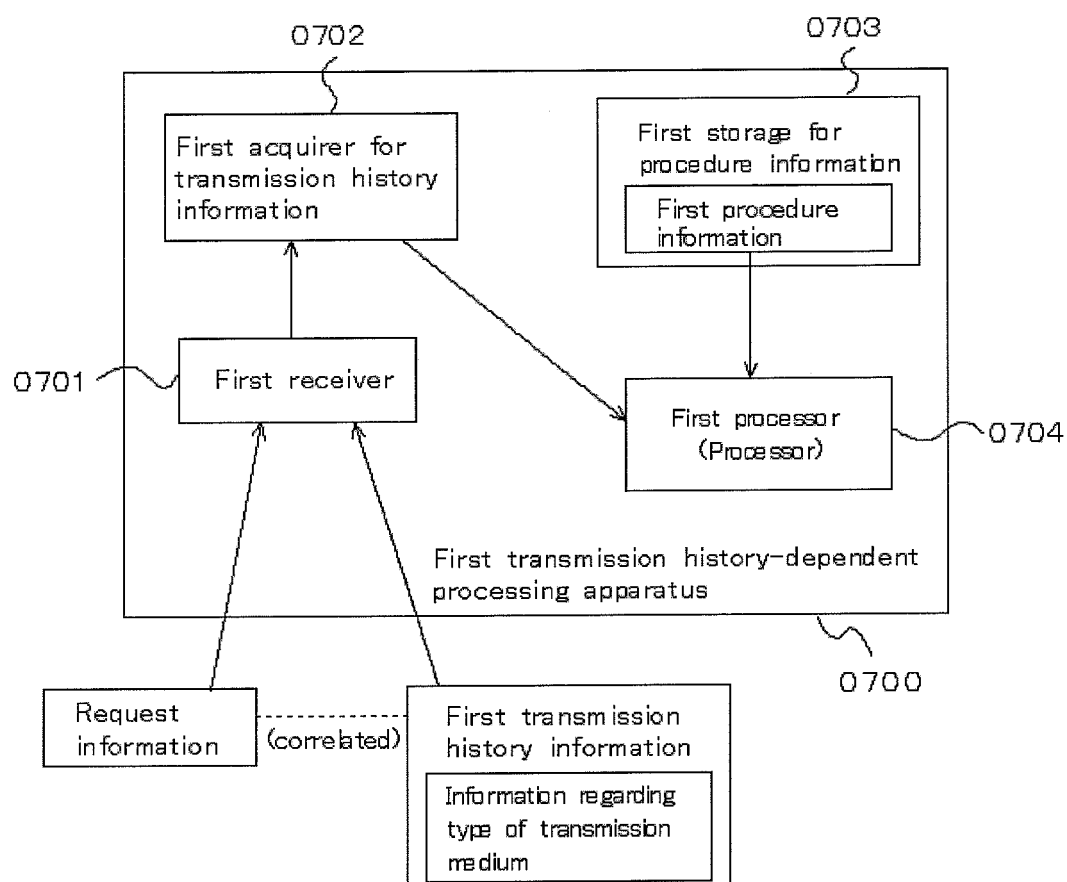 0702
0703
First acquirer for
transmission history
information
First storage for
procedure information
First procedure
information
0701
First receiver
First processor
(Processor)
0704
First transmission history-dependent
processing apparatus
0700
Request
information
(correlated)
First transmission
history information
Information regarding
type of transmission
medium